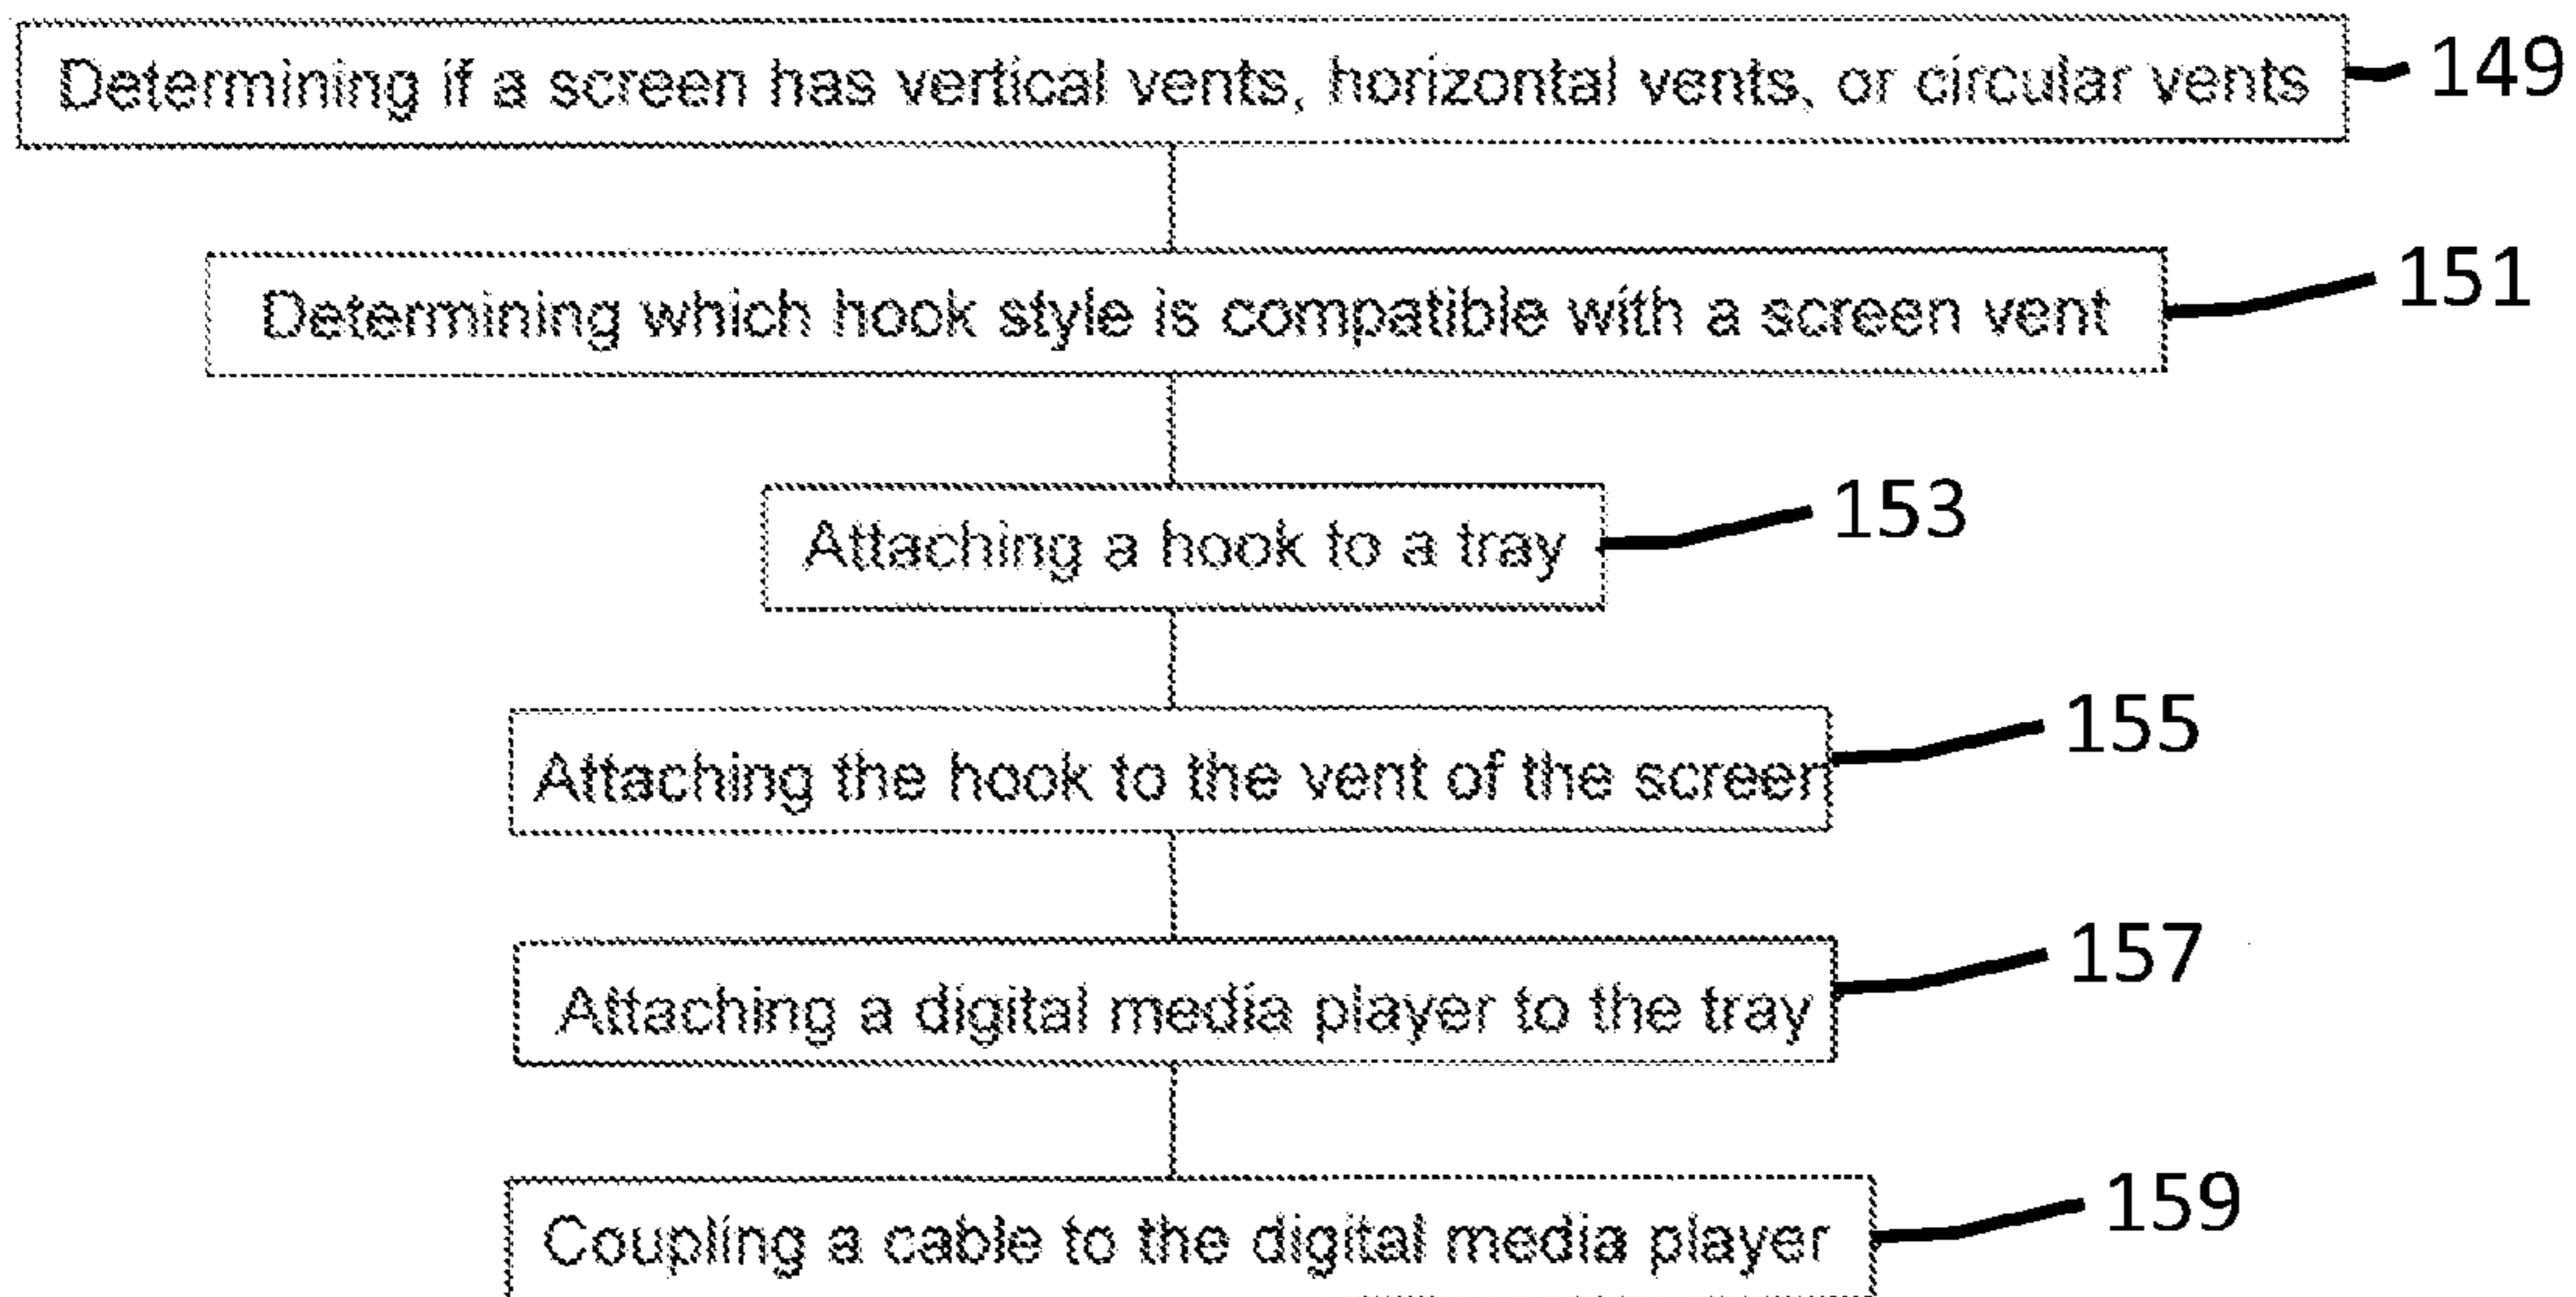 Determining if a screen has vertical vents, horizontal vents, or circular vents 149
Determining which hook style is compatible with a screen vent 151
Attaching a hook to a tray 153
Attaching the hook to the vent of the screen 155
Attaching a digital media player to the tray 157
Coupling a cable to the digital media player 159